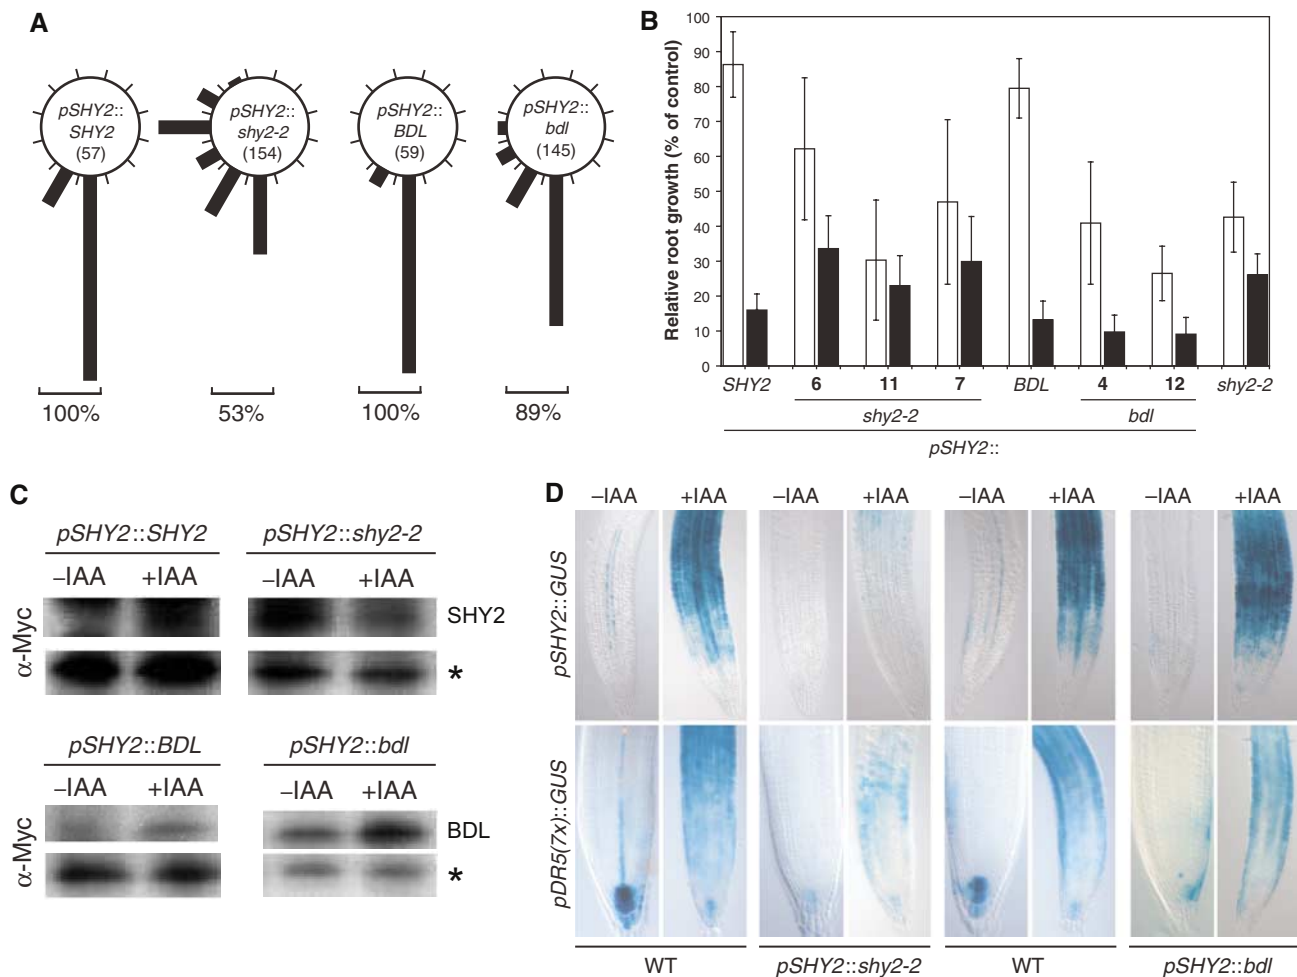 A
pSHY2::
SHY2
(57)
pSHY2::
shy2-2
(154)
pSHY2::
BDL
(59)
pSHY2::
bdl
(145)
100%
53%
100%
89%
B
Relative root growth (% of control)
100
90
80
70
60
50
40
30
20
10
0
SHY2 6 11 7 BDL 4 12 shy2-2
shy2-2 bdl
pSHY2::
C
pSHY2::SHY2 pSHY2::shy2-2
–IAA +IAA –IAA +IAA
α-Myc
SHY2
*
pSHY2::BDL pSHY2::bdl
–IAA +IAA –IAA +IAA
α-Myc
BDL
*
D
–IAA +IAA –IAA +IAA –IAA +IAA –IAA +IAA
pSHY2::GUS
pDR5(7x)::GUS
WT pSHY2::shy2-2 WT pSHY2::bdl